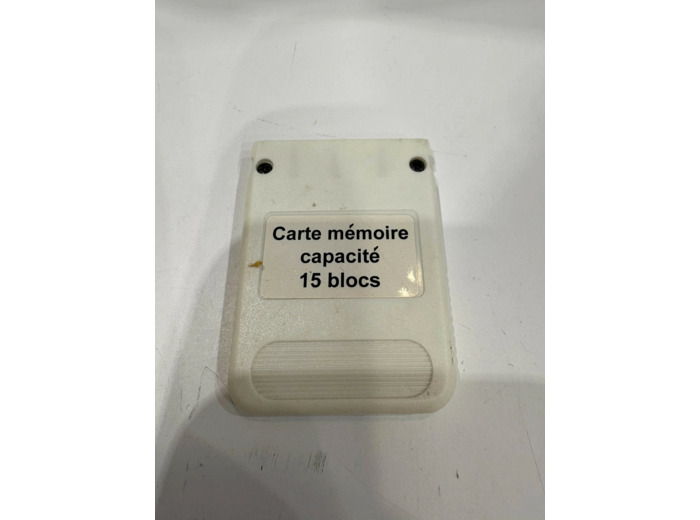 Carte mémoire
capacité
15 blocs